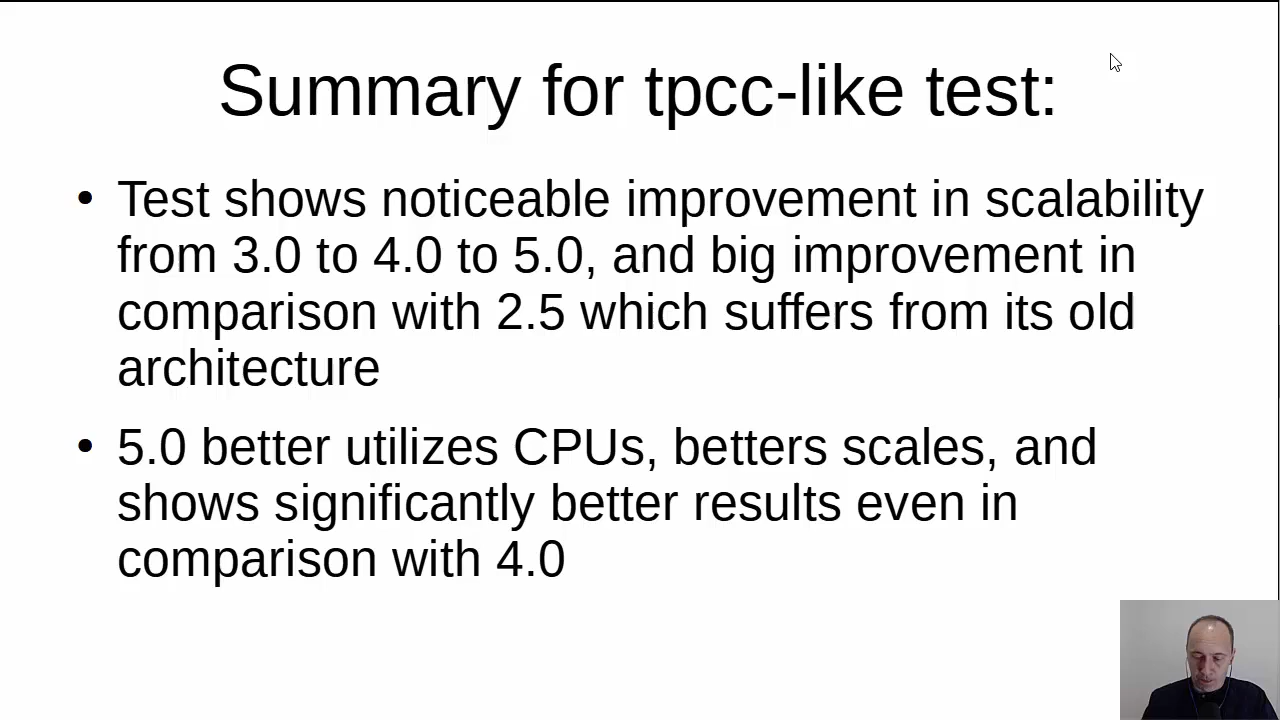 Summary for tpcc-like test:
• Test shows noticeable improvement in scalability
from 3.0 to 4.0 to 5.0, and big improvement in
comparison with 2.5 which suffers from its old
architecture
• 5.0 better utilizes CPUs, betters scales, and
shows significantly better results even in
comparison with 4.0